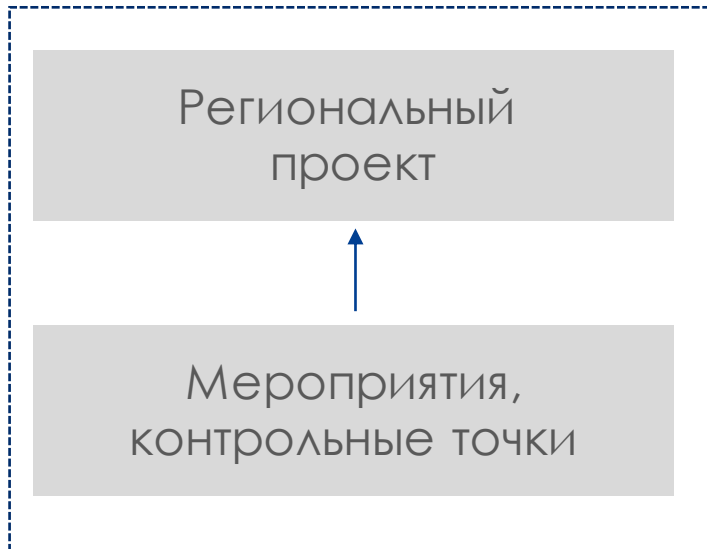 Региональный
проект
Мероприятия,
контрольные точки